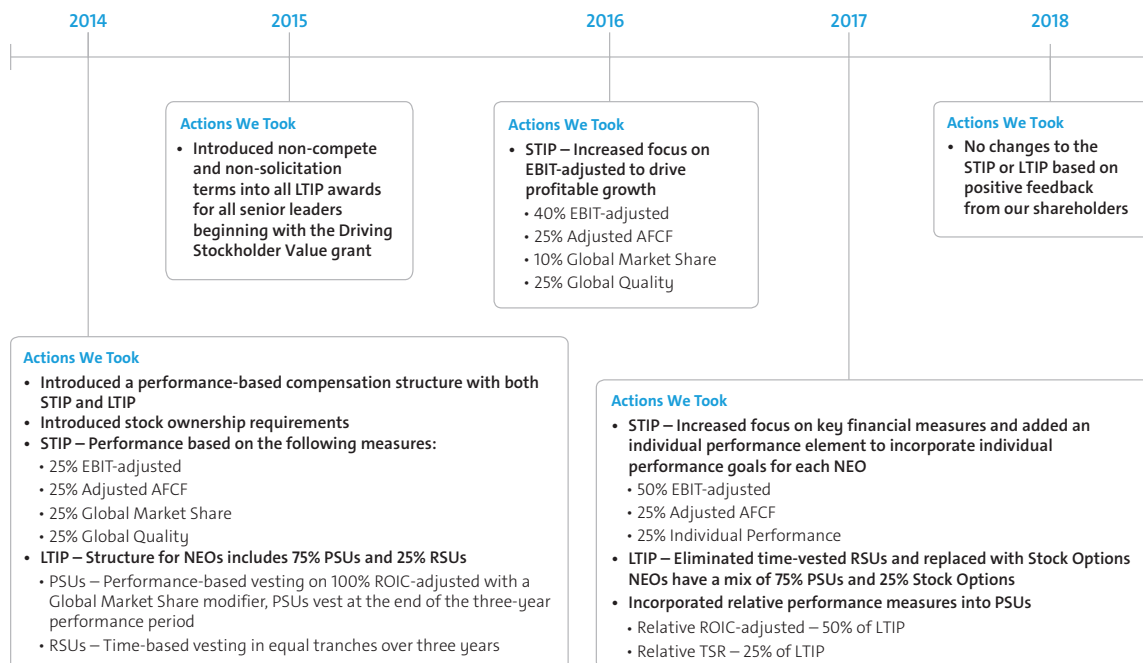 2014
2015
2016
2017
2018
Actions We Took
• Introduced non-compete
and non-solicitation
terms into all LTIP awards
for all senior leaders
beginning with the Driving
Stockholder Value grant
Actions We Took
• STIP – Increased focus on
EBIT-adjusted to drive
profitable growth
• 40% EBIT-adjusted
• 25% Adjusted AFCF
• 10% Global Market Share
• 25% Global Quality
Actions We Took
• No changes to the
STIP or LTIP based on
positive feedback
from our shareholders
Actions We Took
• Introduced a performance-based compensation structure with both
STIP and LTIP
• Introduced stock ownership requirements
• STIP – Performance based on the following measures:
• 25% EBIT-adjusted
• 25% Adjusted AFCF
• 25% Global Market Share
• 25% Global Quality
• LTIP – Structure for NEOs includes 75% PSUs and 25% RSUs
• PSUs – Performance-based vesting on 100% ROIC-adjusted with a
Global Market Share modifier, PSUs vest at the end of the three-year
performance period
• RSUs – Time-based vesting in equal tranches over three years
Actions We Took
• STIP – Increased focus on key financial measures and added an
individual performance element to incorporate individual
performance goals for each NEO
• 50% EBIT-adjusted
• 25% Adjusted AFCF
• 25% Individual Performance
• LTIP – Eliminated time-vested RSUs and replaced with Stock Options
NEOs have a mix of 75% PSUs and 25% Stock Options
• Incorporated relative performance measures into PSUs
• Relative ROIC-adjusted – 50% of LTIP
• Relative TSR – 25% of LTIP